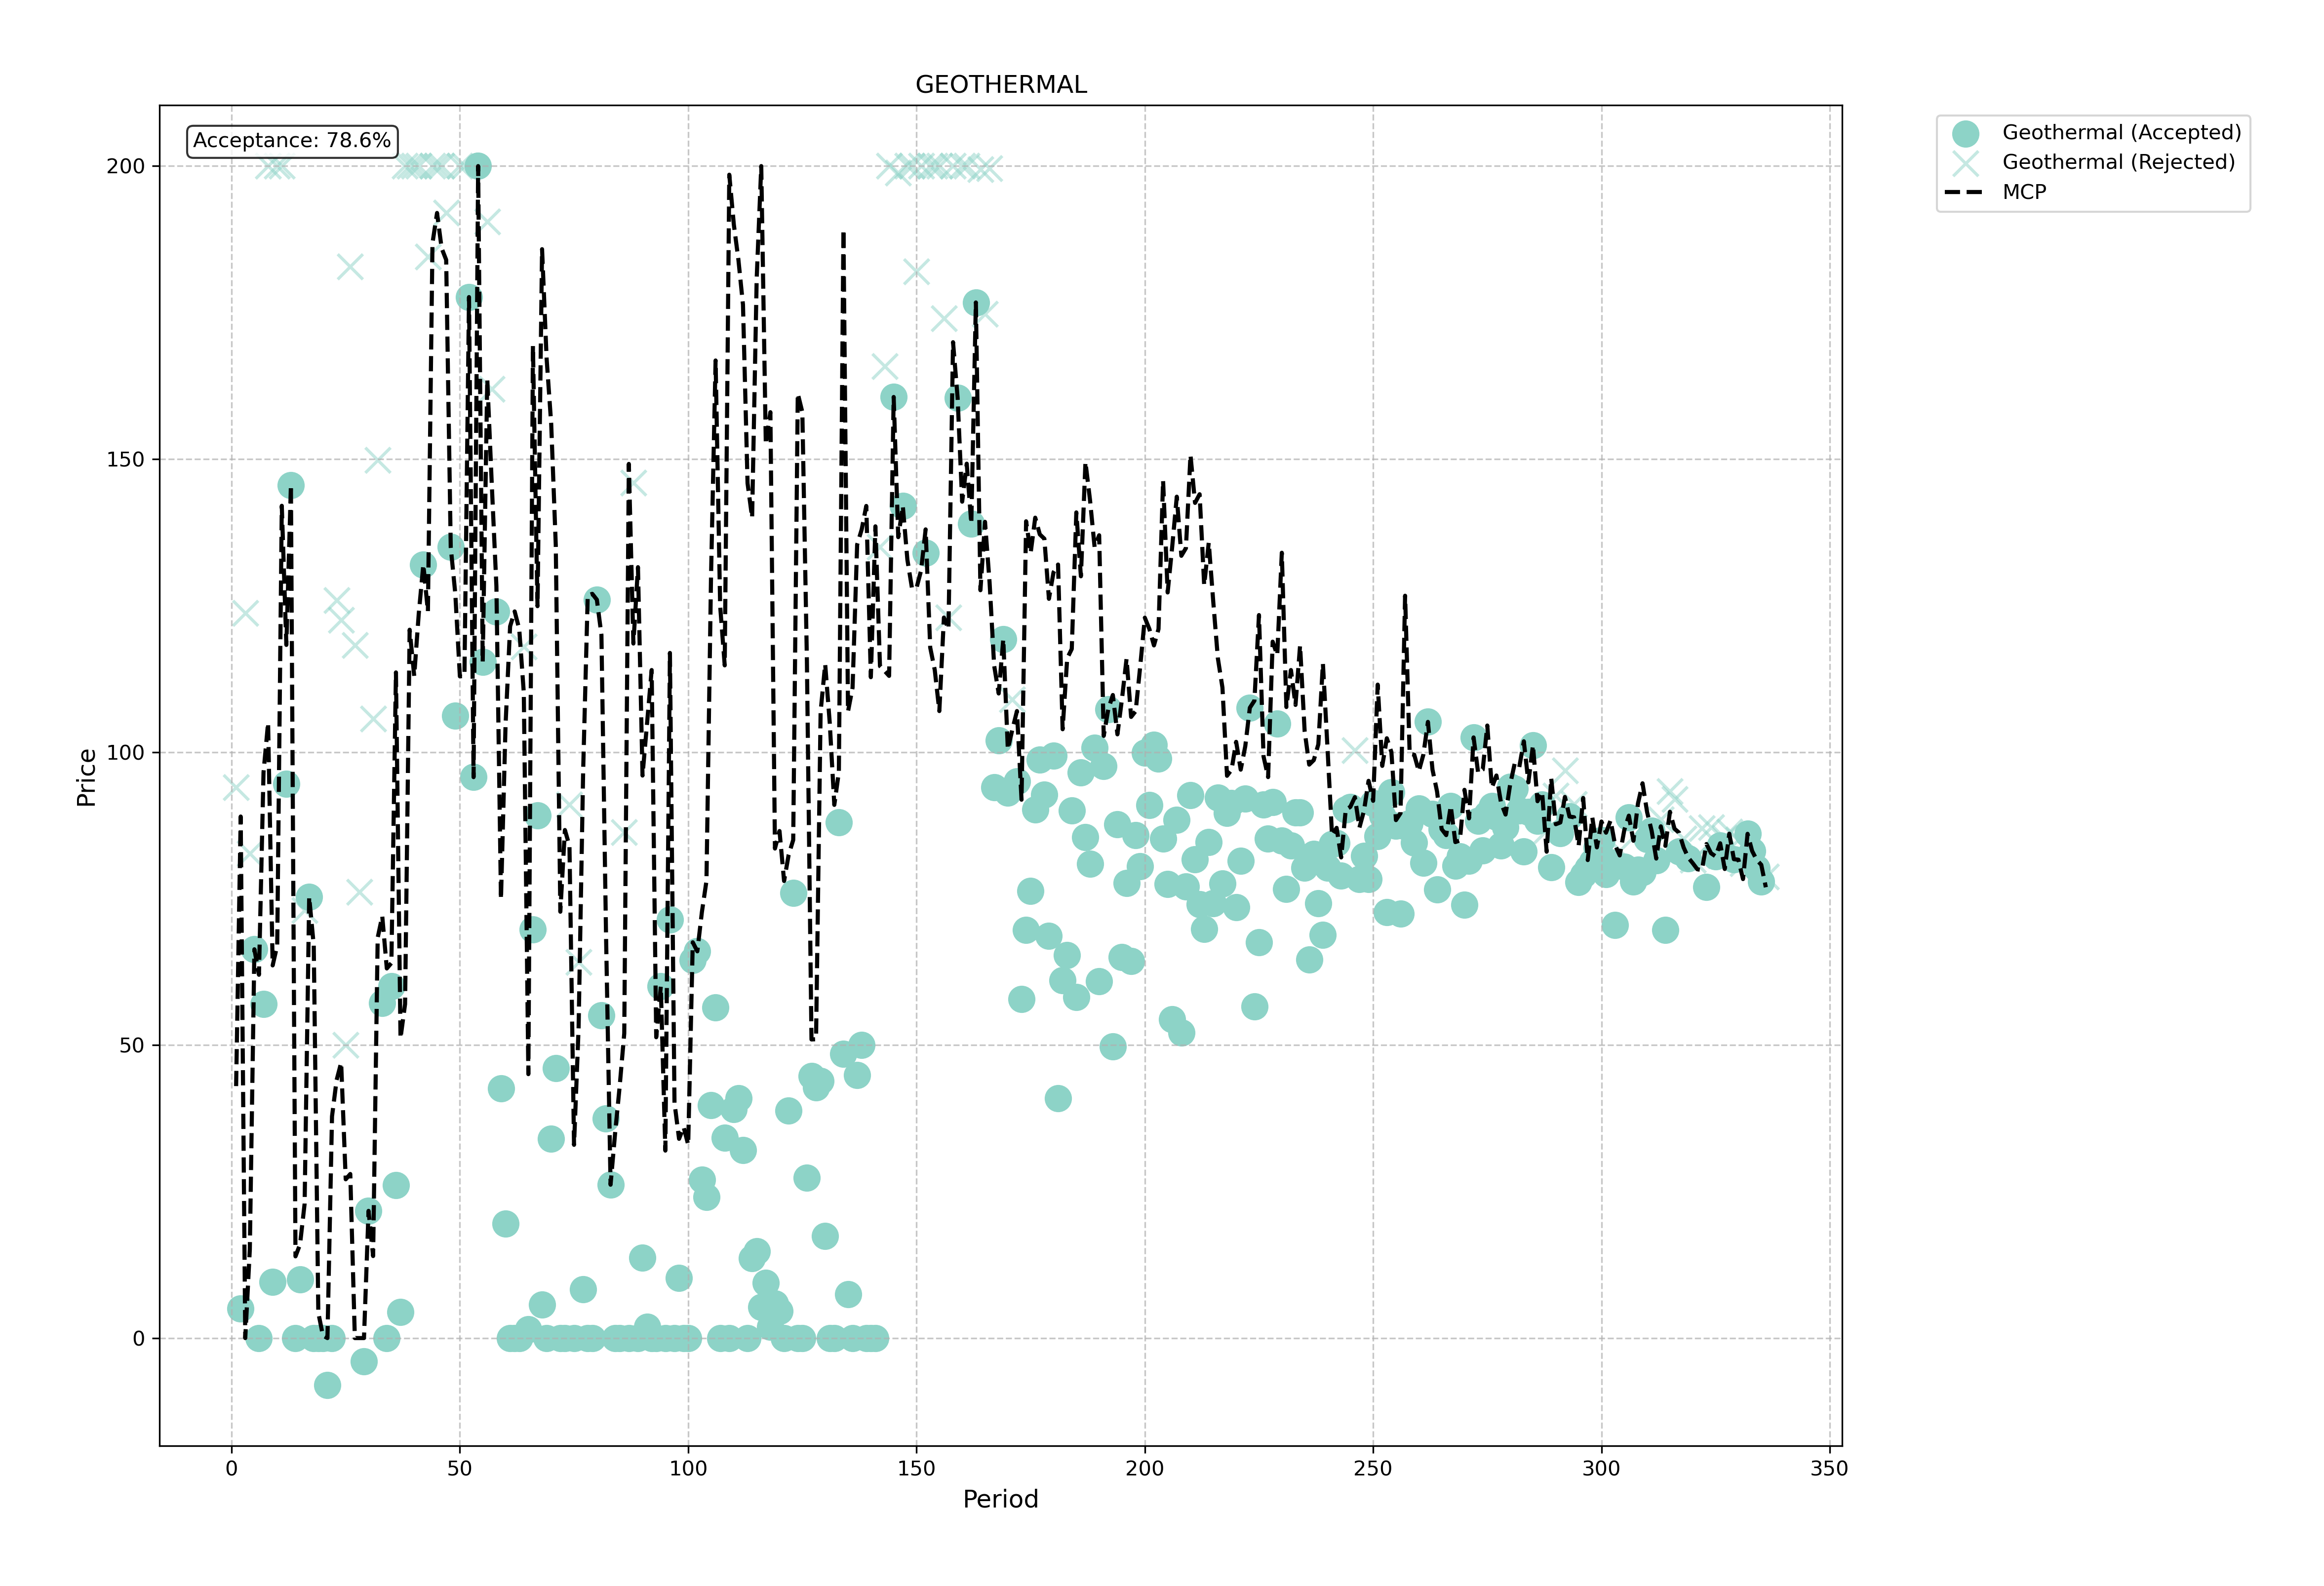 GEOTHERMAL
Acceptance: 78.6%
Geothermal (Accepted)
Geothermal (Rejected)
MCP
200
150
100
50
0
Price
0 50 100 150 200 250 300 350
Period